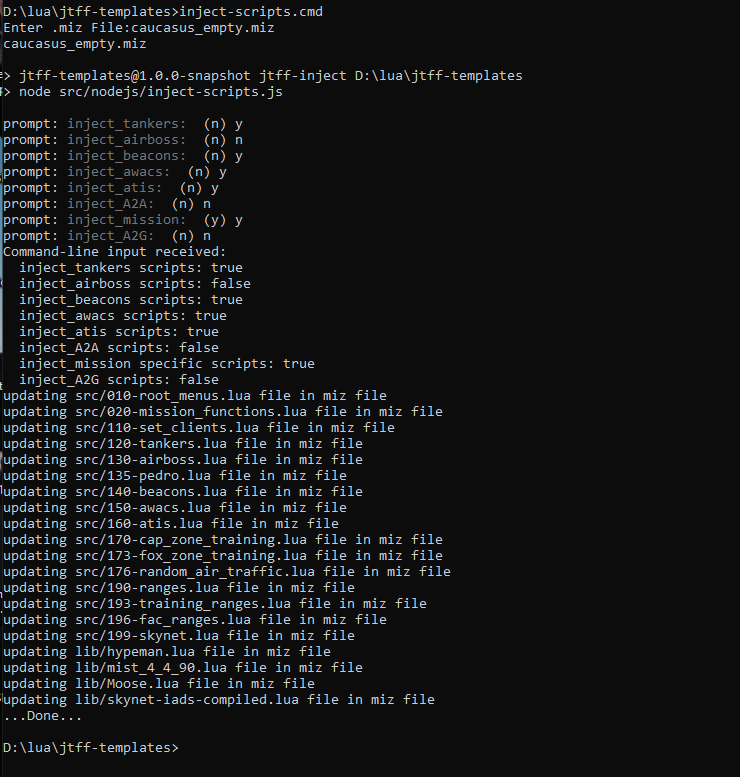 D:\lua\jtff-templates>inject-scripts.cmd
Enter .miz File:caucasus_empty.miz
caucasus_empty.miz
> jtff-templates@1.0.0-snapshot jtff-inject D:\lua\jtff-templates
> node src/nodejs/inject-scripts.js
prompt: inject_tankers:  (n) y
prompt: inject_airboss:  (n) n
prompt: inject_beacons:  (n) y
prompt: inject_awacs:  (n) y
prompt: inject_atis:  (n) y
prompt: inject_A2A:  (n) n
prompt: inject_mission:  (y) y
prompt: inject_A2G:  (n) n
Command-line input received:
  inject_tankers scripts: true
  inject_airboss scripts: false
  inject_beacons scripts: true
  inject_awacs scripts: true
  inject_atis scripts: true
  inject_A2A scripts: false
  inject_mission specific scripts: true
  inject_A2G scripts: false
updating src/010-root_menus.lua file in miz file
updating src/020-mission_functions.lua file in miz file
updating src/110-set_clients.lua file in miz file
updating src/120-tankers.lua file in miz file
updating src/130-airboss.lua file in miz file
updating src/135-pedro.lua file in miz file
updating src/140-beacons.lua file in miz file
updating src/150-awacs.lua file in miz file
updating src/160-atis.lua file in miz file
updating src/170-cap_zone_training.lua file in miz file
updating src/173-fox_zone_training.lua file in miz file
updating src/176-random_air_traffic.lua file in miz file
updating src/190-ranges.lua file in miz file
updating src/193-training_ranges.lua file in miz file
updating src/196-fac_ranges.lua file in miz file
updating src/199-skynet.lua file in miz file
updating lib/hypeman.lua file in miz file
updating lib/mist_4_4_90.lua file in miz file
updating lib/Moose.lua file in miz file
updating lib/skynet-iads-compiled.lua file in miz file
...Done...
D:\lua\jtff-templates>